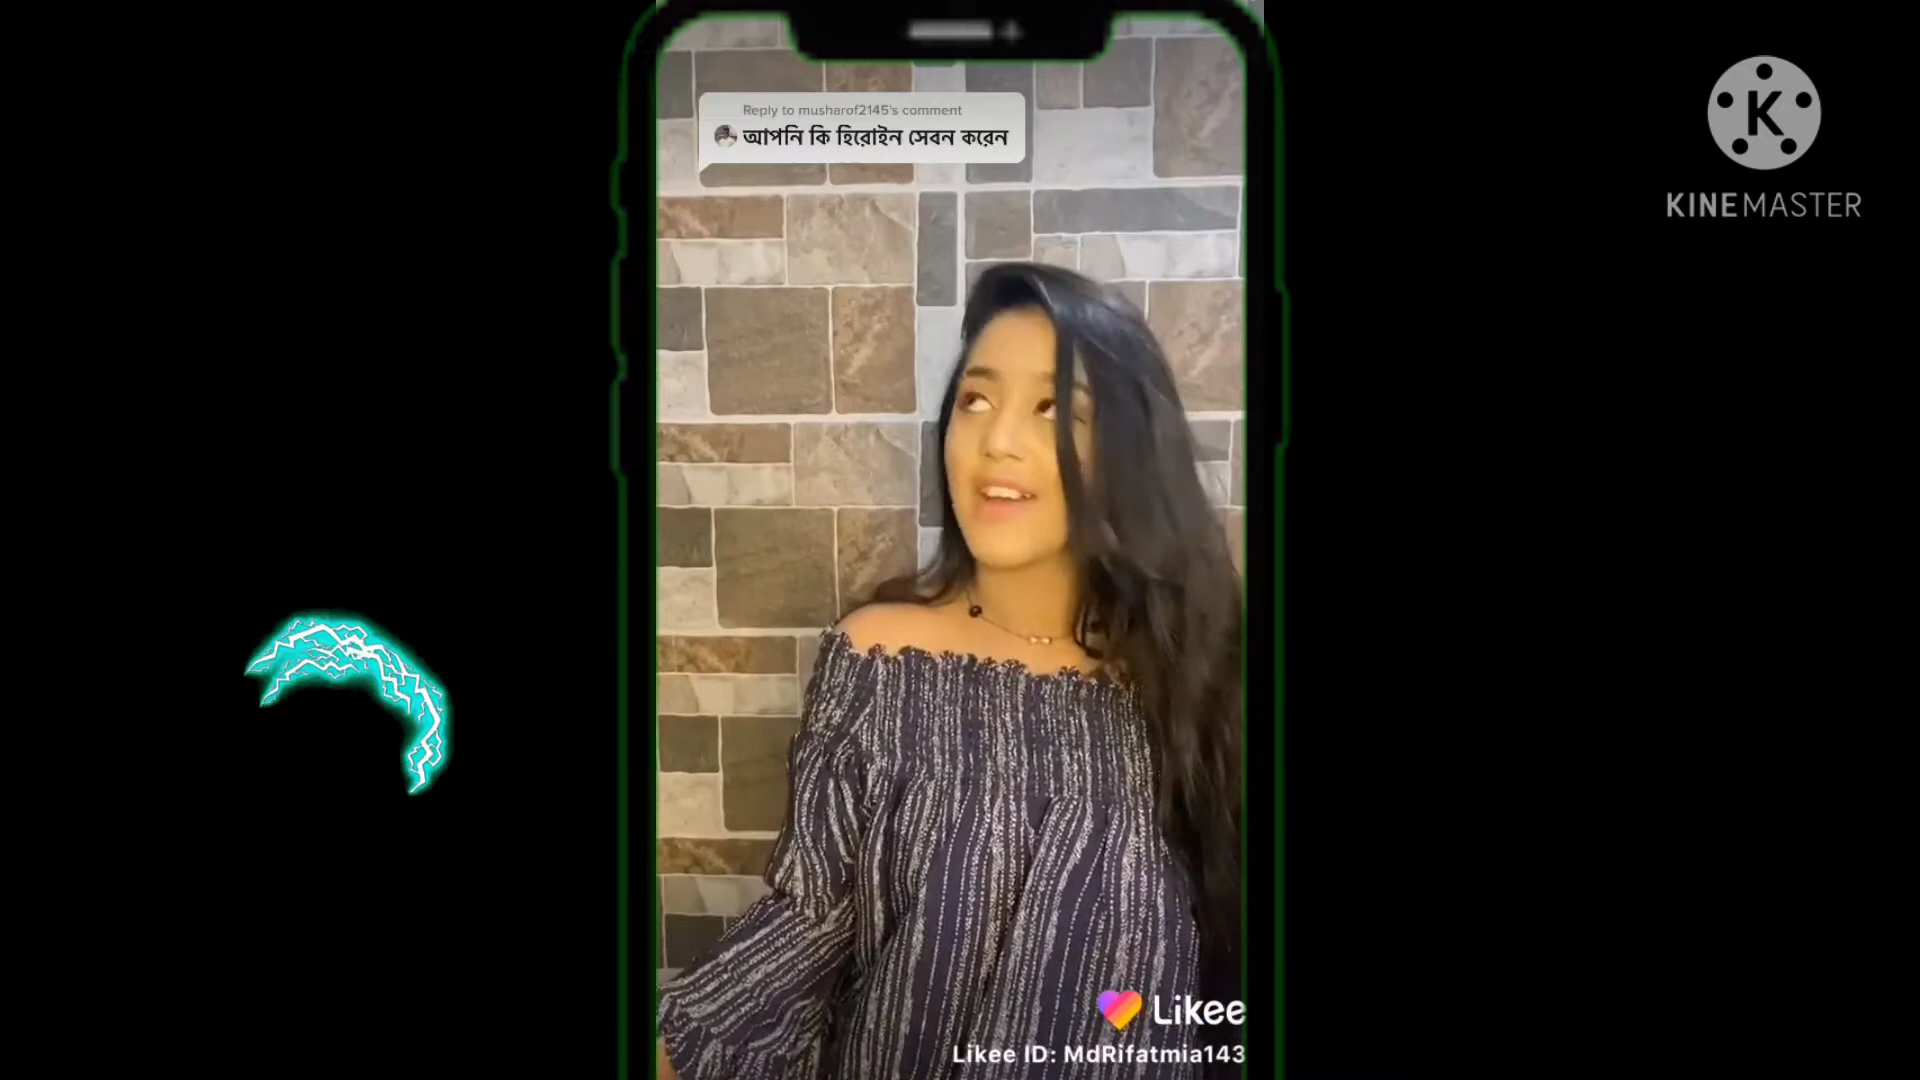 Reply to musharof2145's comment
আপনি কি হিরোইন সেবন করেন
K
KINEMASTER
Likee
Likee ID: MdRifatmia143